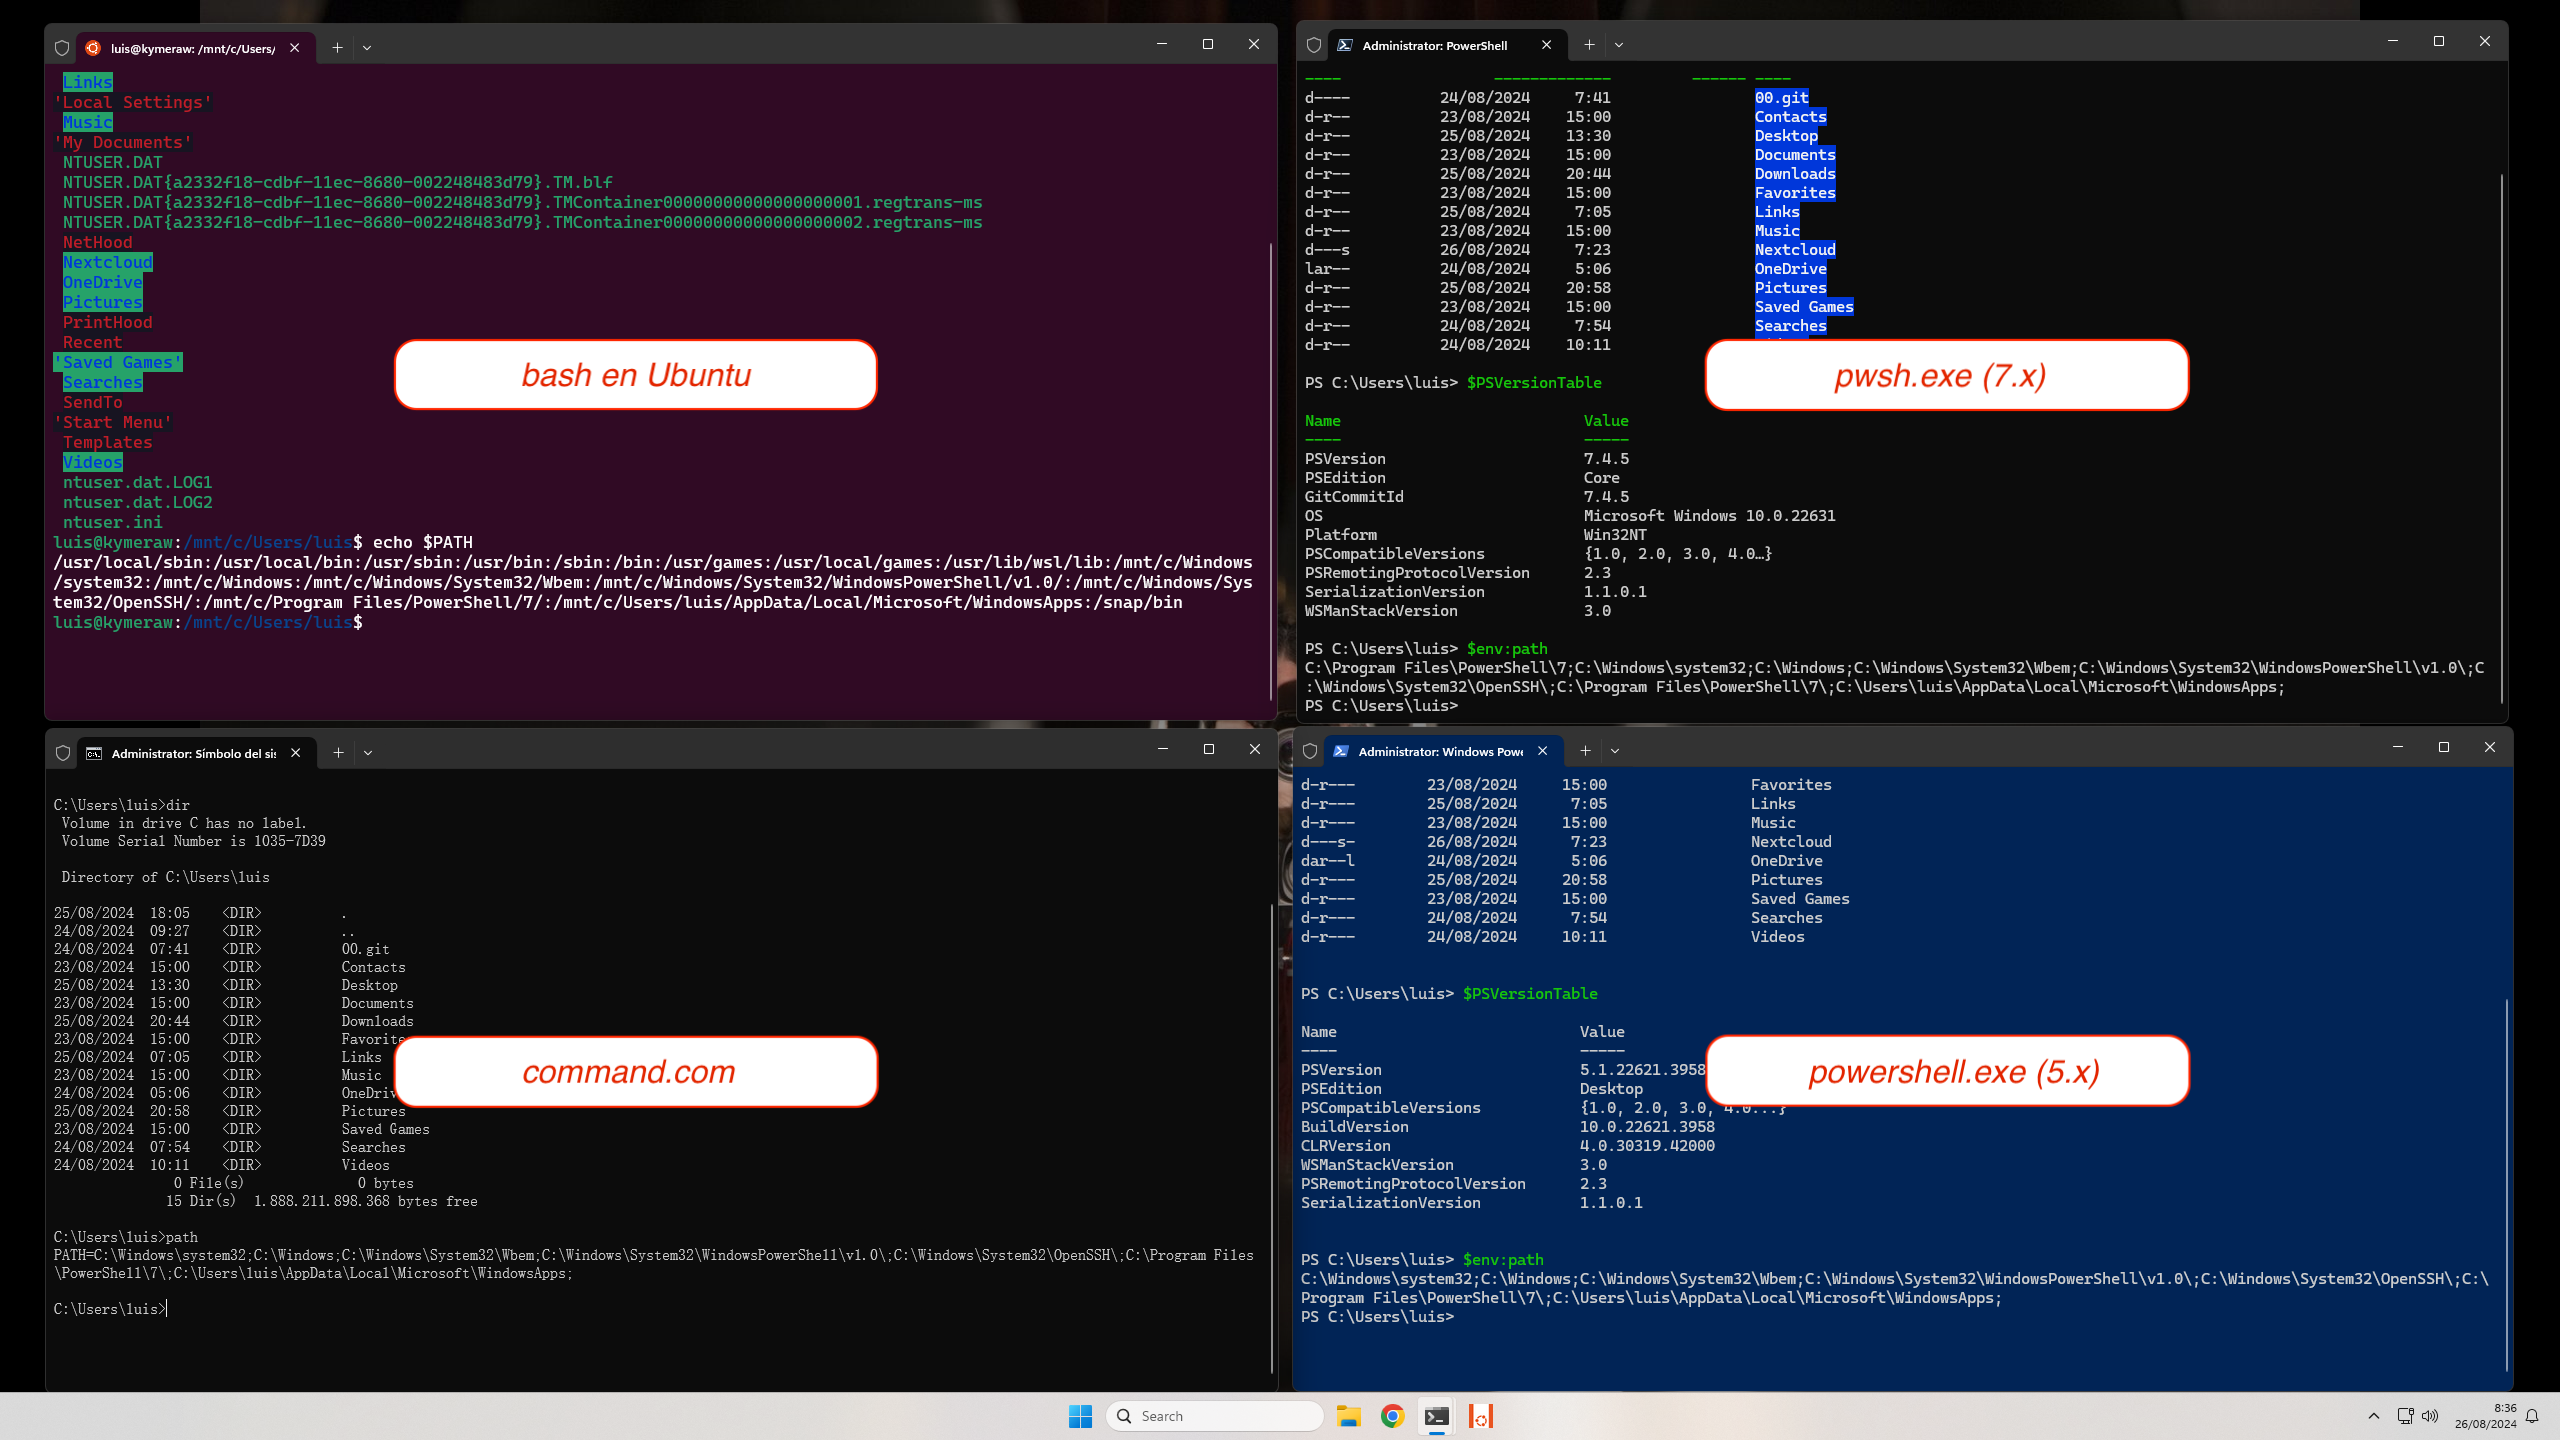 luis@kymeraw: /mnt/c/Users/
Links
'Local Settings'
Music
'My Documents'
NTUSER.DAT
NTUSER.DAT{a2332f18-cdbf-11ec-8680-002248483d79}.TM.blf
NTUSER.DAT{a2332f18-cdbf-11ec-8680-002248483d79}.TMContainer00000000000000000001.regtrans-ms
NTUSER.DAT{a2332f18-cdbf-11ec-8680-002248483d79}.TMContainer00000000000000000002.regtrans-ms
NetHood
Nextcloud
OneDrive
Pictures
PrintHood
Recent
'Saved Games'
Searches
SendTo
'Start Menu'
Templates
Videos
ntuser.dat.LOG1
ntuser.dat.LOG2
ntuser.ini
luis@kymeraw:/mnt/c/Users/luis$ echo $PATH
/usr/local/sbin:/usr/local/bin:/usr/sbin:/usr/bin:/sbin:/bin:/usr/games:/usr/local/games:/usr/lib/wsl/lib:/mnt/c/Windows
/system32:/mnt/c/Windows:/mnt/c/Windows/System32/Wbem:/mnt/c/Windows/System32/WindowsPowerShell/v1.0/:/mnt/c/Windows/Sys
tem32/OpenSSH/:/mnt/c/Program Files/PowerShell/7/:/mnt/c/Users/luis/AppData/Local/Microsoft/WindowsApps:/snap/bin
luis@kymeraw:/mnt/c/Users/luis$
bash en Ubuntu
Administrator: PowerShell
---- ------------- ------ ----
d---- 24/08/2024 7:41 00.git
d-r-- 23/08/2024 15:00 Contacts
d-r-- 25/08/2024 13:30 Desktop
d-r-- 23/08/2024 15:00 Documents
d-r-- 25/08/2024 20:44 Downloads
d-r-- 23/08/2024 15:00 Favorites
d-r-- 25/08/2024 7:05 Links
d-r-- 23/08/2024 15:00 Music
d---s 26/08/2024 7:23 Nextcloud
lar-- 24/08/2024 5:06 OneDrive
d-r-- 25/08/2024 20:58 Pictures
d-r-- 23/08/2024 15:00 Saved Games
d-r-- 24/08/2024 7:54 Searches
d-r-- 24/08/2024 10:11
PS C:\Users\luis> $PSVersionTable
Name Value
---- -----
PSVersion 7.4.5
PSEdition Core
GitCommitId 7.4.5
OS Microsoft Windows 10.0.22631
Platform Win32NT
PSCompatibleVersions {1.0, 2.0, 3.0, 4.0…}
PSRemotingProtocolVersion 2.3
SerializationVersion 1.1.0.1
WSManStackVersion 3.0
PS C:\Users\luis> $env:path
C:\Program Files\PowerShell\7;C:\Windows\system32;C:\Windows;C:\Windows\System32\Wbem;C:\Windows\System32\WindowsPowerShell\v1.0\;C
:\Windows\System32\OpenSSH\;C:\Program Files\PowerShell\7\;C:\Users\luis\AppData\Local\Microsoft\WindowsApps;
PS C:\Users\luis>
pwsh.exe (7.x)
Administrator: Símbolo del sis
C:\Users\luis>dir
Volume in drive C has no label.
Volume Serial Number is 1035-7D39
Directory of C:\Users\luis
25/08/2024 18:05 <DIR> .
24/08/2024 09:27 <DIR> ..
24/08/2024 07:41 <DIR> 00.git
23/08/2024 15:00 <DIR> Contacts
25/08/2024 13:30 <DIR> Desktop
23/08/2024 15:00 <DIR> Documents
25/08/2024 20:44 <DIR> Downloads
23/08/2024 15:00 <DIR> Favorite
25/08/2024 07:05 <DIR> Links
23/08/2024 15:00 <DIR> Music
24/08/2024 05:06 <DIR> OneDriv
25/08/2024 20:58 <DIR> Pictures
23/08/2024 15:00 <DIR> Saved Games
24/08/2024 07:54 <DIR> Searches
24/08/2024 10:11 <DIR> Videos
0 File(s) 0 bytes
15 Dir(s) 1.888.211.898.368 bytes free
C:\Users\luis>path
PATH=C:\Windows\system32;C:\Windows;C:\Windows\System32\Wbem;C:\Windows\System32\WindowsPowerShell\v1.0\;C:\Windows\System32\OpenSSH\;C:\Program Files
\PowerShell\7\;C:\Users\luis\AppData\Local\Microsoft\WindowsApps;
C:\Users\luis>
command.com
Administrator: Windows Powe
d-r--- 23/08/2024 15:00 Favorites
d-r--- 25/08/2024 7:05 Links
d-r--- 23/08/2024 15:00 Music
d---s- 26/08/2024 7:23 Nextcloud
dar--l 24/08/2024 5:06 OneDrive
d-r--- 25/08/2024 20:58 Pictures
d-r--- 23/08/2024 15:00 Saved Games
d-r--- 24/08/2024 7:54 Searches
d-r--- 24/08/2024 10:11 Videos
PS C:\Users\luis> $PSVersionTable
Name Value
---- -----
PSVersion 5.1.22621.3958
PSEdition Desktop
PSCompatibleVersions {1.0, 2.0, 3.0, 4.0...}
BuildVersion 10.0.22621.3958
CLRVersion 4.0.30319.42000
WSManStackVersion 3.0
PSRemotingProtocolVersion 2.3
SerializationVersion 1.1.0.1
PS C:\Users\luis> $env:path
C:\Windows\system32;C:\Windows;C:\Windows\System32\Wbem;C:\Windows\System32\WindowsPowerShell\v1.0\;C:\Windows\System32\OpenSSH\;C:\
Program Files\PowerShell\7\;C:\Users\luis\AppData\Local\Microsoft\WindowsApps;
PS C:\Users\luis>
powershell.exe (5.x)
Search
8:36
26/08/2024